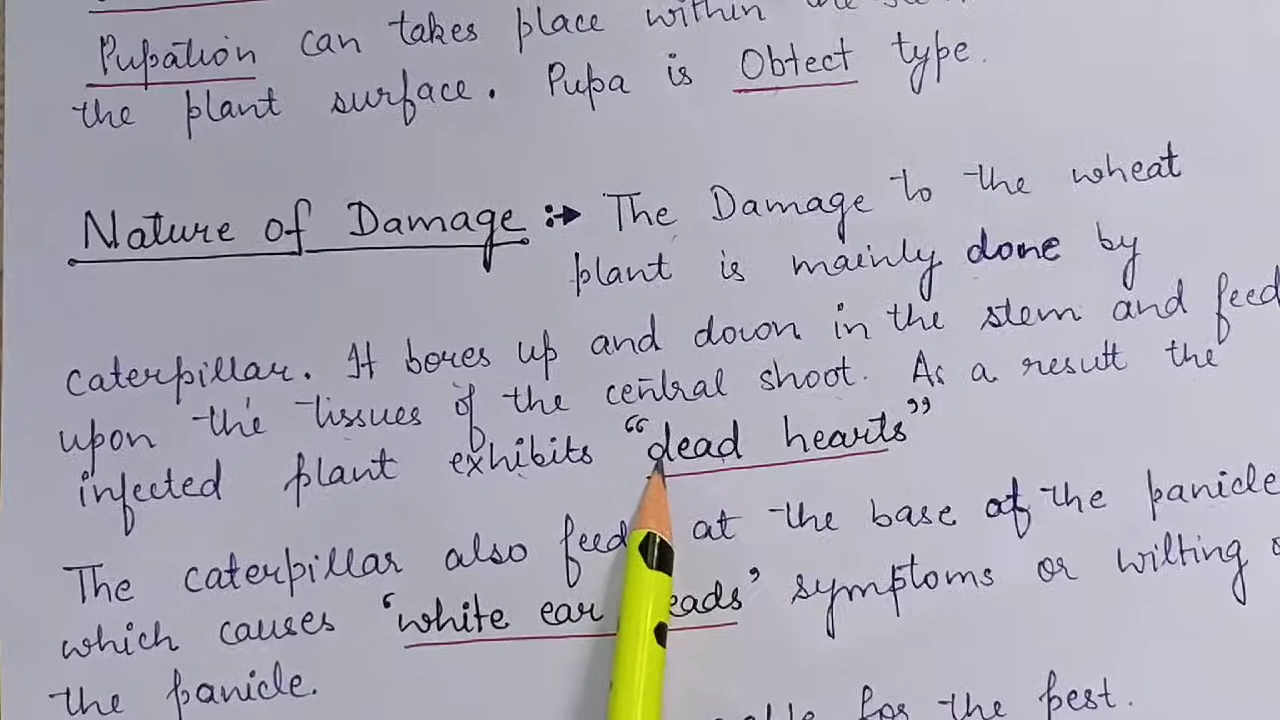 Pupation can takes place within the
the plant surface. Pupa is Obtect type.
Nature of Damage :→ The Damage to the wheat
plant is mainly done by
caterpillar. It bores up and down in the stem and feed
upon the tissues of the central shoot. As a result the
infected plant exhibits "dead hearts"
The caterpillar also feed at the base of the panicle
which causes 'white ear eads' symptoms or wilting
the panicle.
for the pest.